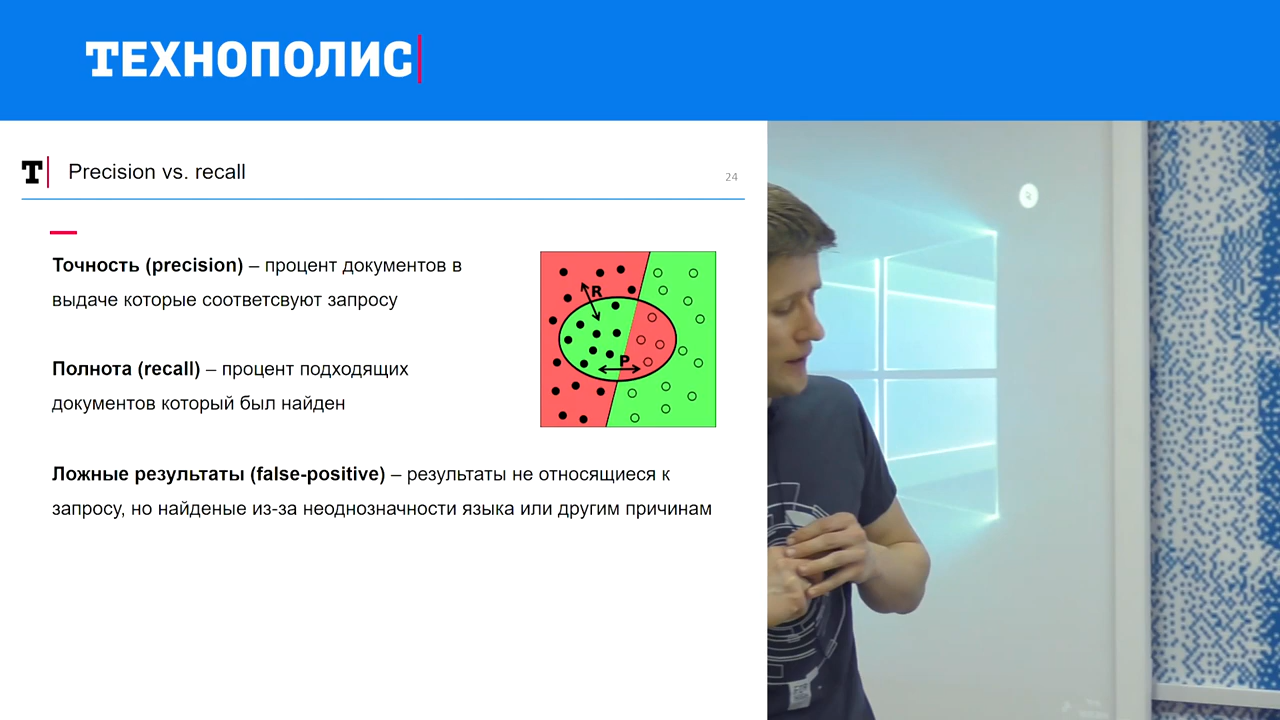 ТЕХНОПОЛИС
T
Precision vs. recall
24
Точность (precision) – процент документов в
выдаче которые соответсвуют запросу
Полнота (recall) – процент подходящих
документов который был найден
R
P
Ложные результаты (false-positive) – результаты не относящиеся к
запросу, но найденые из-за неоднозначности языка или другим причинам